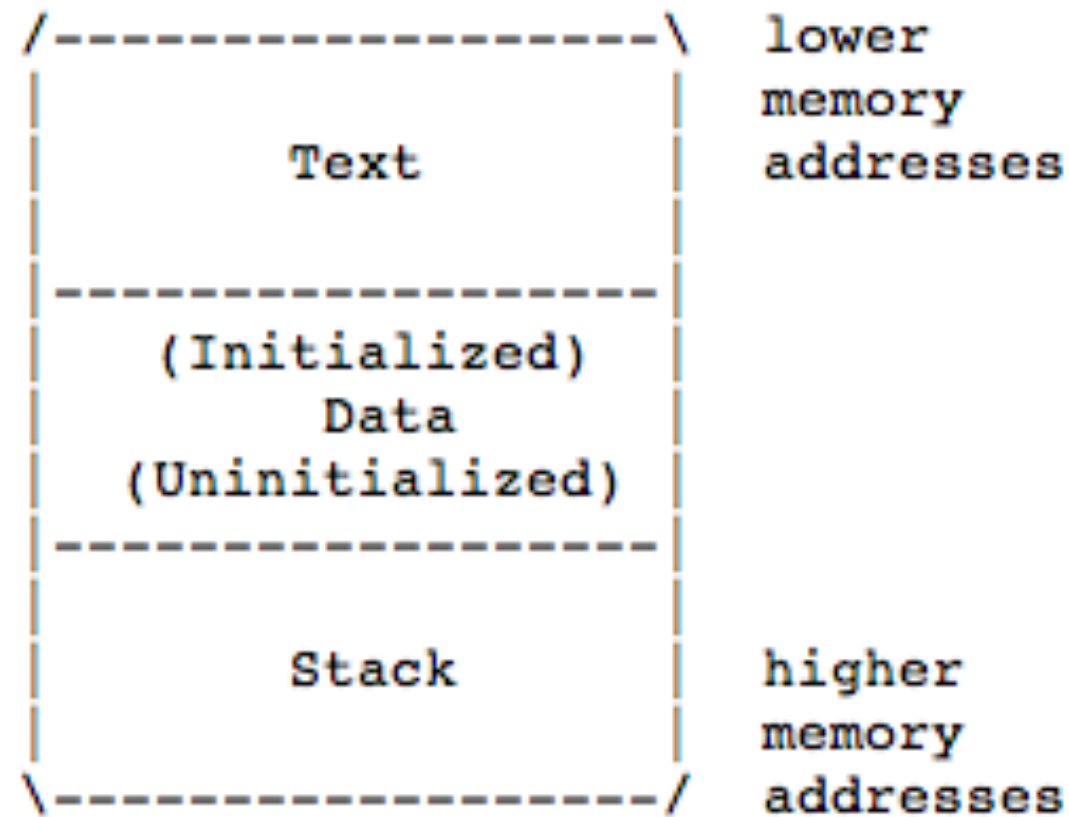 /------------------\ lower
| | memory
| Text | addresses
| |
|------------------|
| (Initialized) |
| Data |
| (Uninitialized) |
|------------------|
| |
| Stack | higher
| | memory
\------------------/ addresses